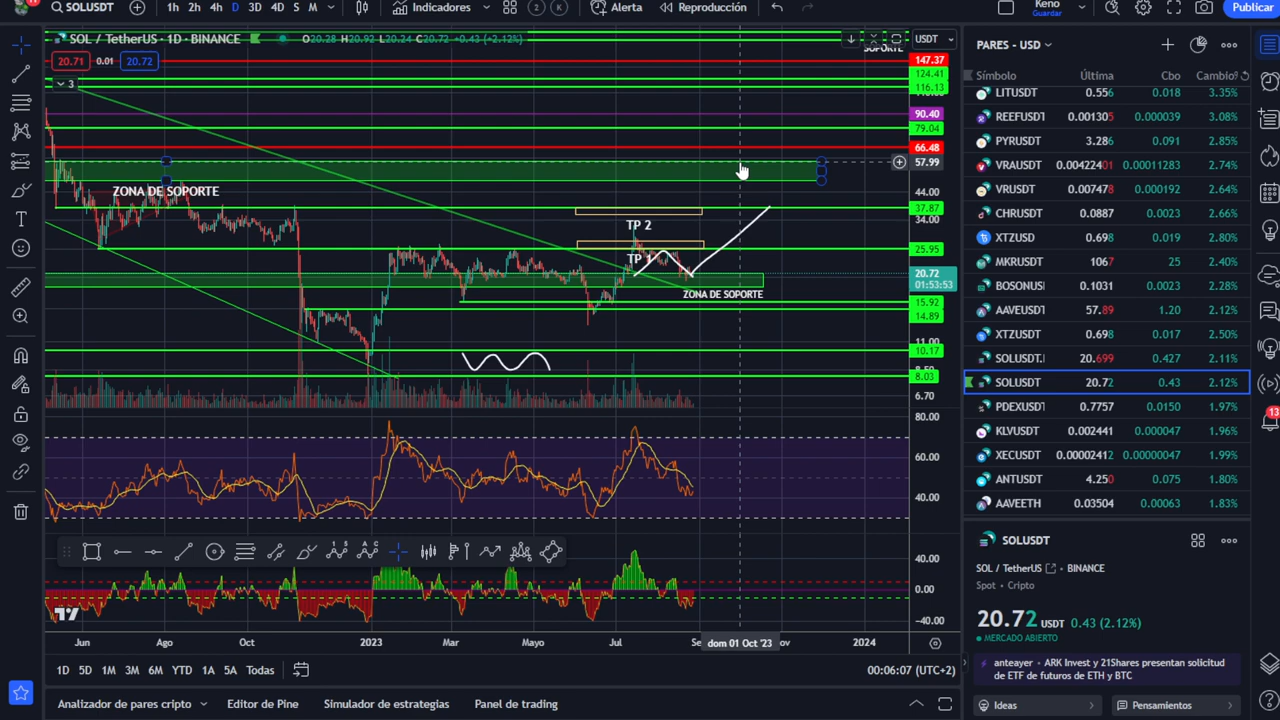 SOLUSDT 1h 2h 4h D 3D 4D S M Indicadores 2 K Alerta Reproducción Keno Guardar Publicar
SOL / TetherUS · 1D · BINANCE O20.28 H20.92 L20.24 C20.72 +0.43 (+2.12%)
20.71 0.01 20.72
3
SOPORTE
USDT
147.37
124.41
116.13
90.40
79.04
66.48
57.99
44.00
37.87
34.00
25.95
20.72
01:53:53
15.92
14.89
11.00
10.17
8.03
6.70
ZONA DE SOPORTE
TP 2
TP 1
ZONA DE SOPORTE
80.00
60.00
40.00
40.00
0.00
−40.00
Jun Ago Oct 2023 Mar Mayo Jul dom 01 Oct '23 2024
1D 5D 1M 3M 6M YTD 1A 5A Todas 00:06:07 (UTC+2)
Analizador de pares cripto Editor de Pine Simulador de estrategias Panel de trading
PARES - USD
Símbolo Última Cbo Cambio%
LITUSDT 0.556 0.018 3.35%
REEFUSDT 0.001305 0.000039 3.08%
PYRUSDT 3.286 0.091 2.85%
VRAUSDT 0.00422401 0.00011283 2.74%
VRUSDT 0.007478 0.000192 2.64%
CHRUSDT 0.0887 0.0023 2.66%
XTZUSD 0.698 0.019 2.80%
MKRUSDT 1067 25 2.40%
BOSONUS 0.1031 0.0023 2.28%
AAVEUSDT 57.89 1.20 2.12%
XTZUSDT 0.698 0.017 2.50%
SOLUSDT. 20.699 0.427 2.11%
SOLUSDT 20.72 0.43 2.12%
PDEXUSDT 0.7757 0.0150 1.97%
KLVUSDT 0.002441 0.000047 1.96%
XECUSDT 0.00002412 0.00000047 1.99%
ANTUSDT 4.250 0.075 1.80%
AAVEETH 0.03504 0.00063 1.83%
13
SOLUSDT
SOL / TetherUS BINANCE
Spot • Cripto
20.72 USDT 0.43 (2.12%)
MERCADO ABIERTO
anteayer • ARK Invest y 21Shares presentan solicitud
de ETF de futuros de ETH y BTC
Ideas Pensamientos